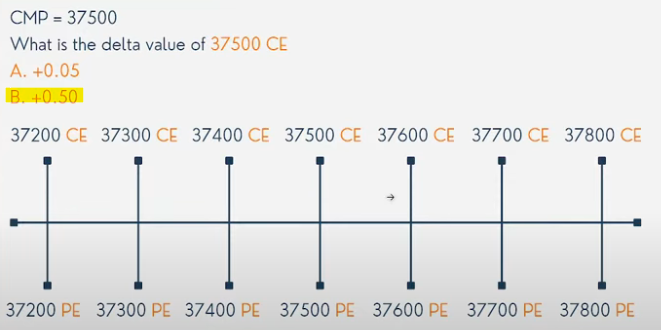 CMP = 37500
What is the delta value of 37500 CE
A. +0.05
B. +0.50
37200 CE 37300 CE 37400 CE 37500 CE 37600 CE 37700 CE 37800 CE
37200 PE 37300 PE 37400 PE 37500 PE 37600 PE 37700 PE 37800 PE